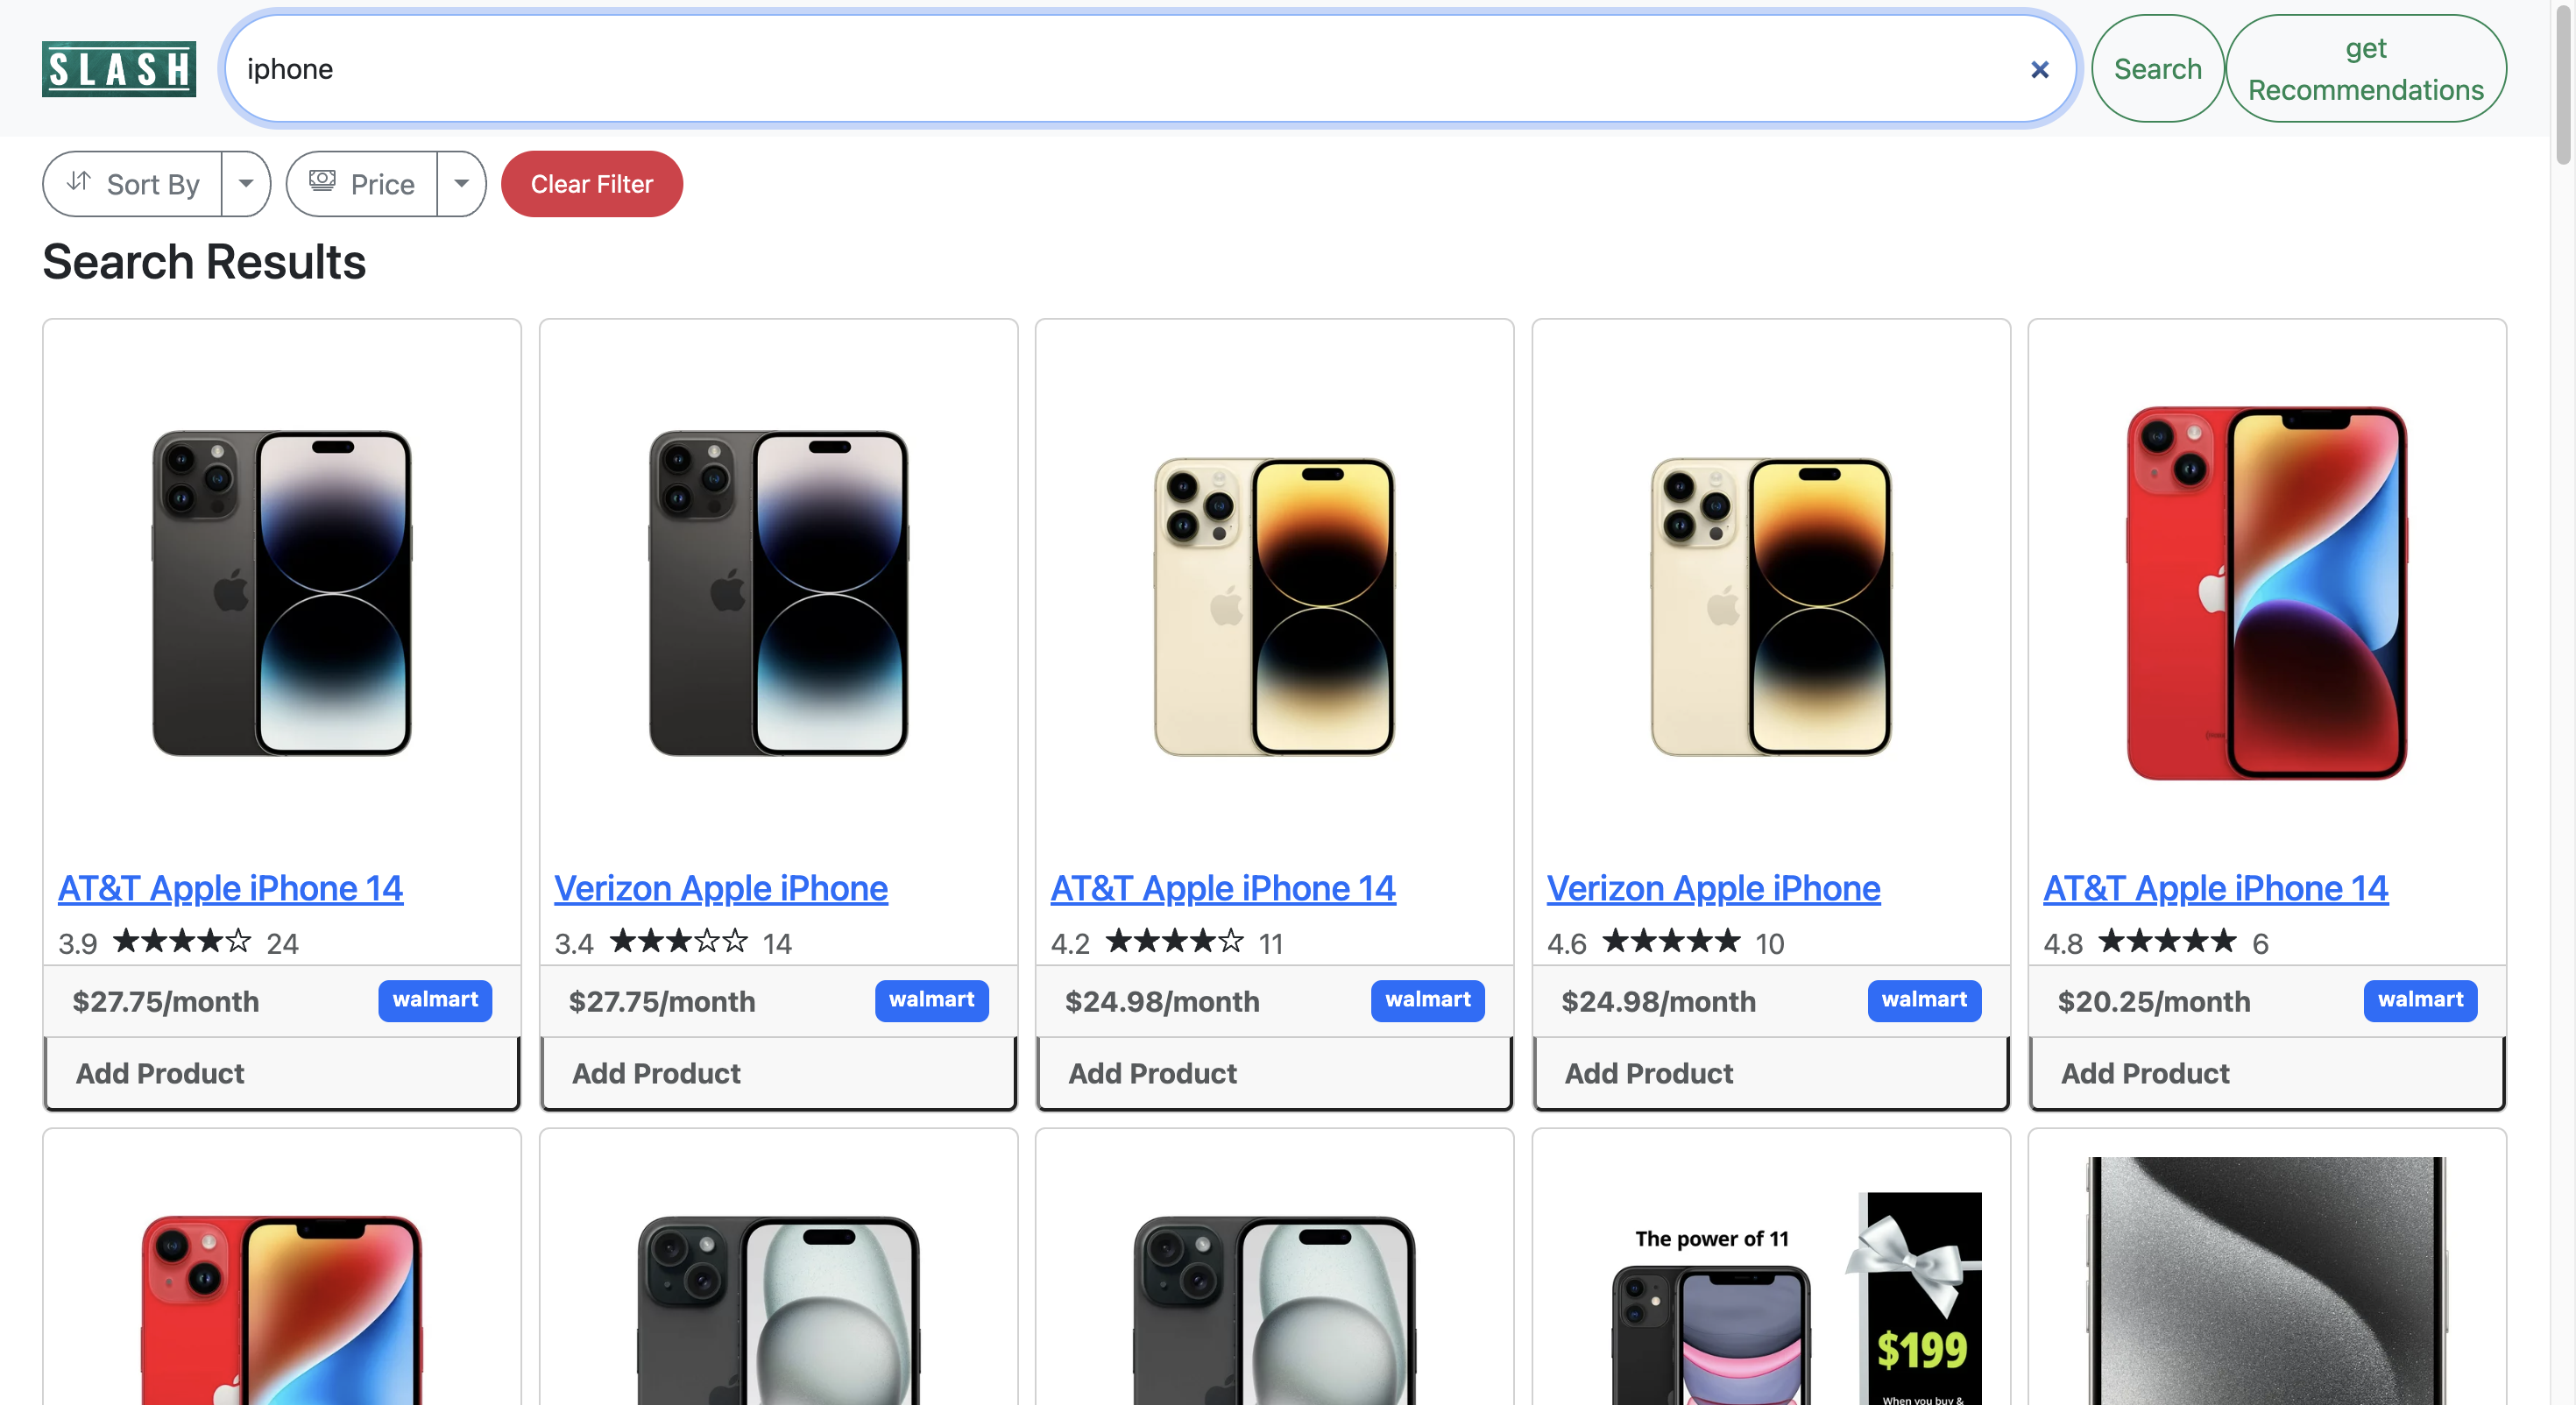 SLASH
iphone
Search
get
Recommendations
Sort By
Price
Clear Filter
Search Results
AT&T Apple iPhone 14
3.9 ★★★★☆ 24
$27.75/month
walmart
Add Product
Verizon Apple iPhone
3.4 ★★★☆☆ 14
$27.75/month
walmart
Add Product
AT&T Apple iPhone 14
4.2 ★★★★☆ 11
$24.98/month
walmart
Add Product
Verizon Apple iPhone
4.6 ★★★★★ 10
$24.98/month
walmart
Add Product
AT&T Apple iPhone 14
4.8 ★★★★★ 6
$20.25/month
walmart
Add Product
The power of 11
$199
When you buy &